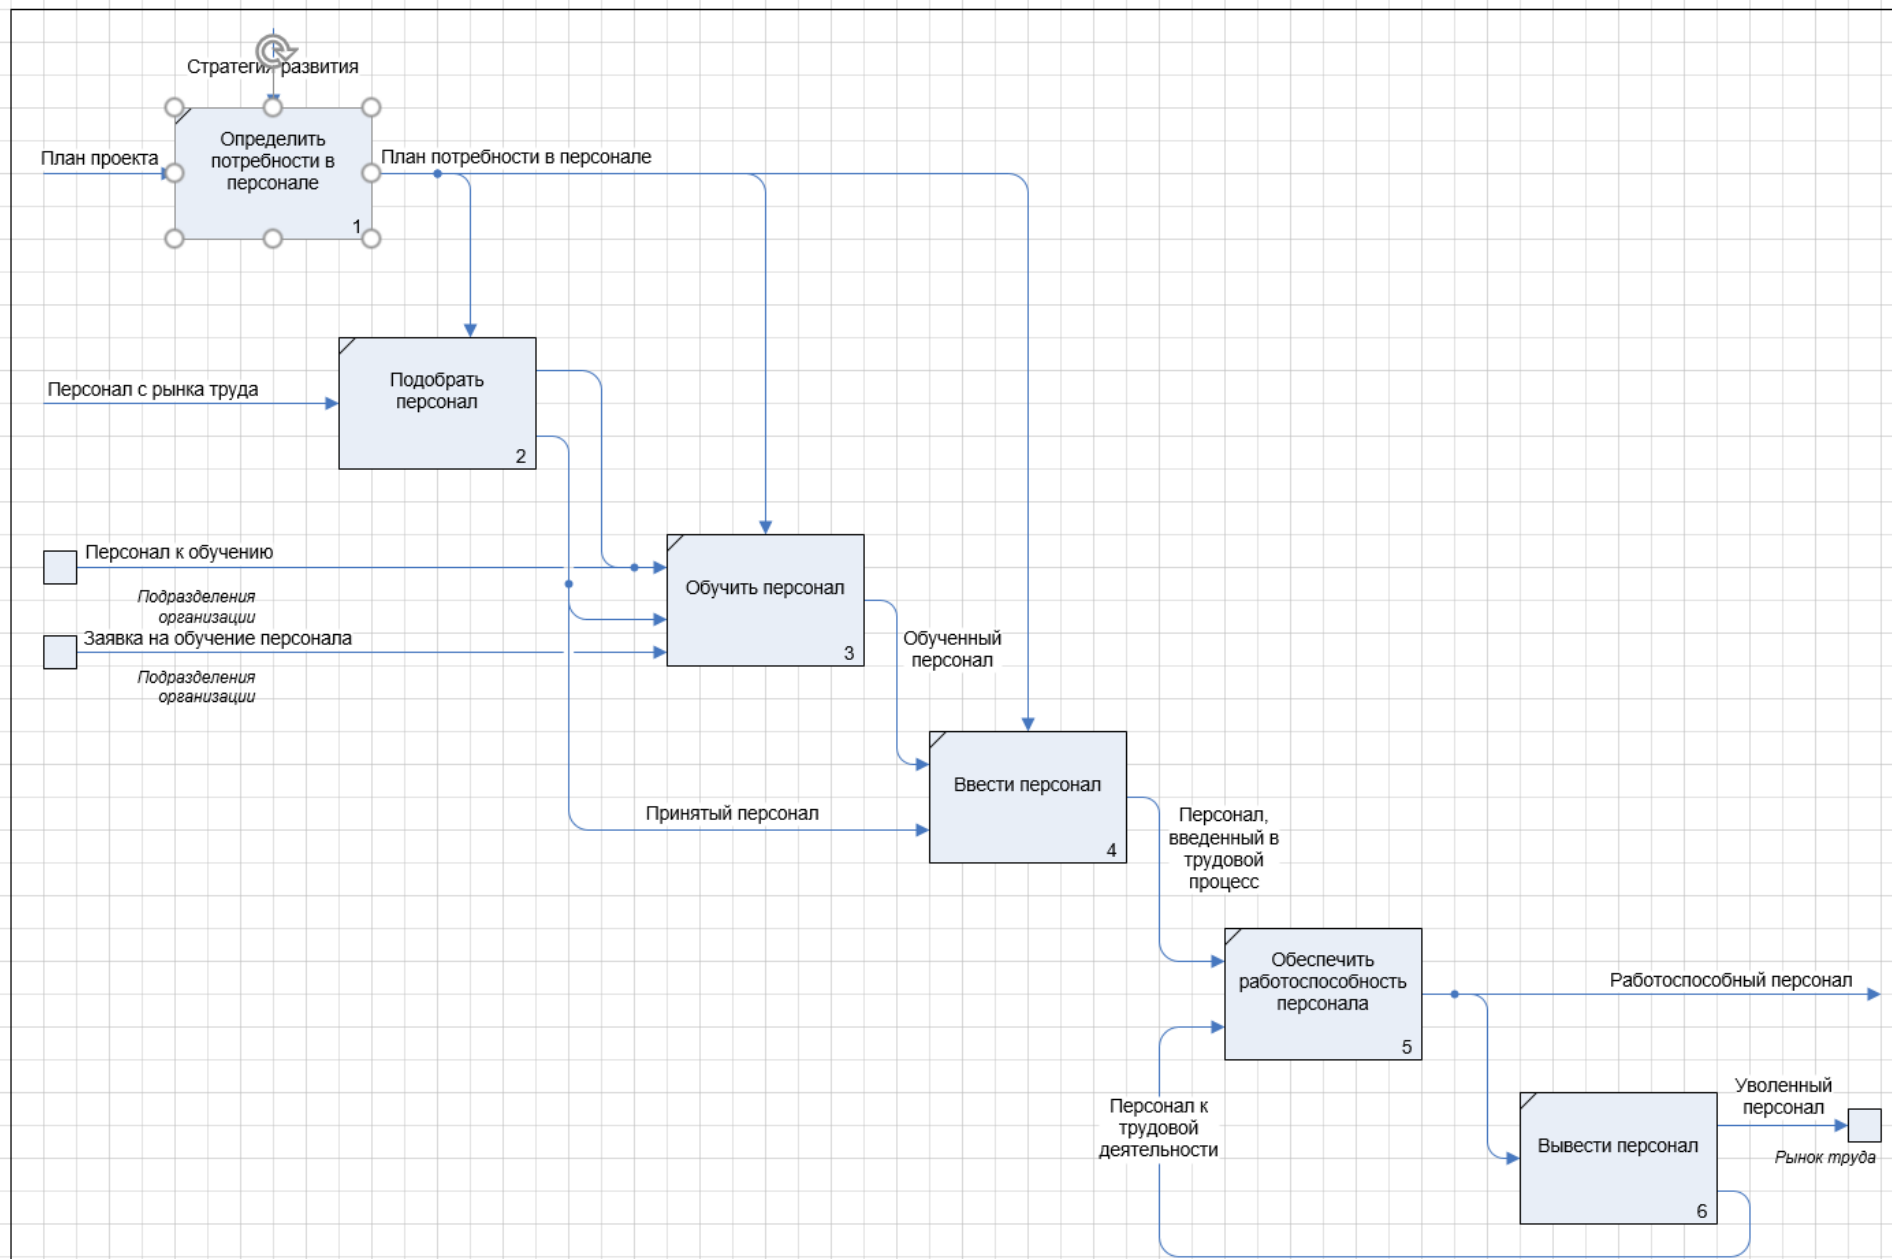 Стратегия развития
План проекта
Определить
потребности в
персонале
1
План потребности в персонале
Персонал с рынка труда
Подобрать
персонал
2
Персонал к обучению
Подразделения
организации
Заявка на обучение персонала
Подразделения
организации
Обучить персонал
3
Обученный
персонал
Принятый персонал
Ввести персонал
4
Персонал,
введенный в
трудовой
процесс
Обеспечить
работоспособность
персонала
5
Работоспособный персонал
Персонал к
трудовой
деятельности
Вывести персонал
6
Уволенный
персонал
Рынок труда